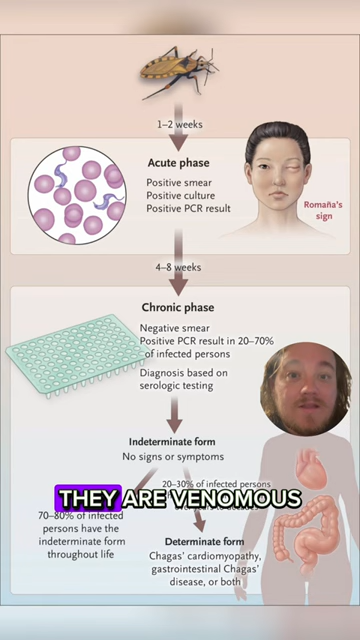 1–2 weeks
Acute phase
Positive smear
Positive culture
Positive PCR result
Romaña's
sign
4–8 weeks
Chronic phase
Negative smear
Positive PCR result in 20–70%
of infected persons
Diagnosis based on
serologic testing
Indeterminate form
No signs or symptoms
20–30% of infected persons
THEY ARE VENOMOUS
70–80% of infected
persons have the
indeterminate form
throughout life
Determinate form
Chagas' cardiomyopathy,
gastrointestinal Chagas'
disease, or both